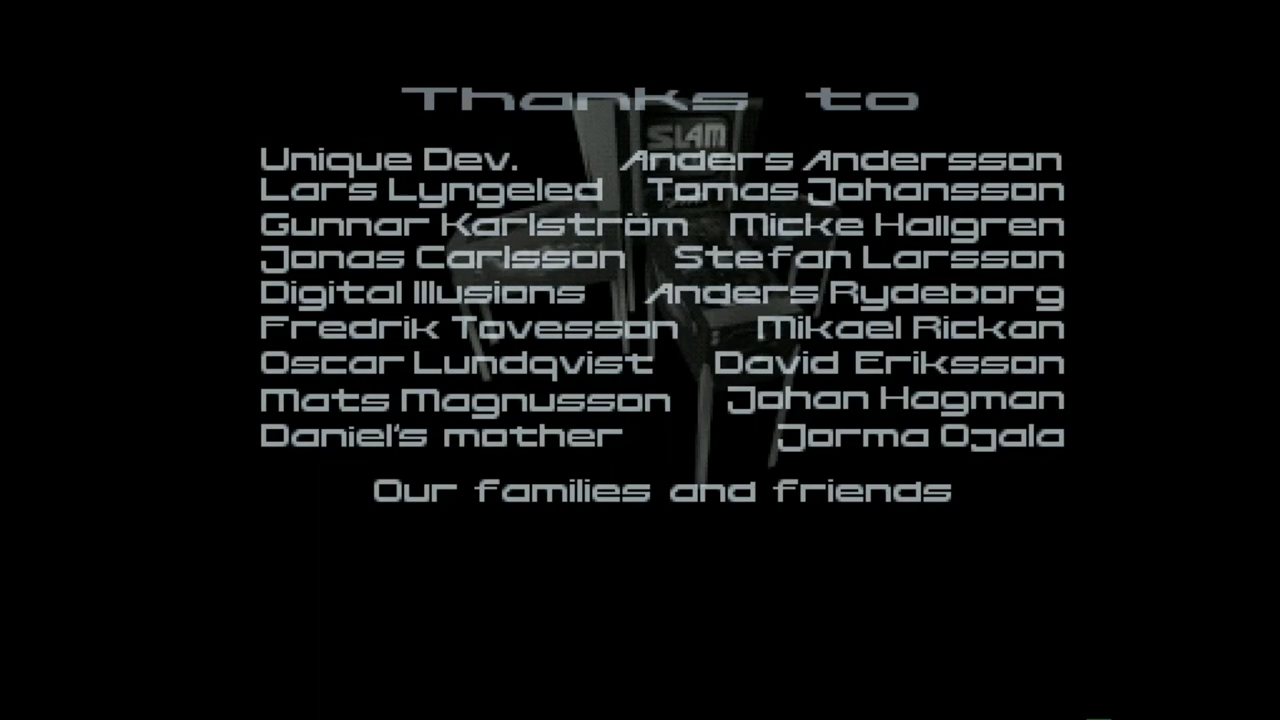 Thanks to
SLAM
Unique Dev. Anders Andersson
Lars Lyngeled Tomas Johansson
Gunnar Karlström Micke Hallgren
Jonas Carlsson Stefan Larsson
Digital Illusions Anders Rydeborg
Fredrik Tovesson Mikael Rickan
Oscar Lundqvist David Eriksson
Mats Magnusson Johan Hagman
Daniel's mother Jorma Ojala
Our families and friends